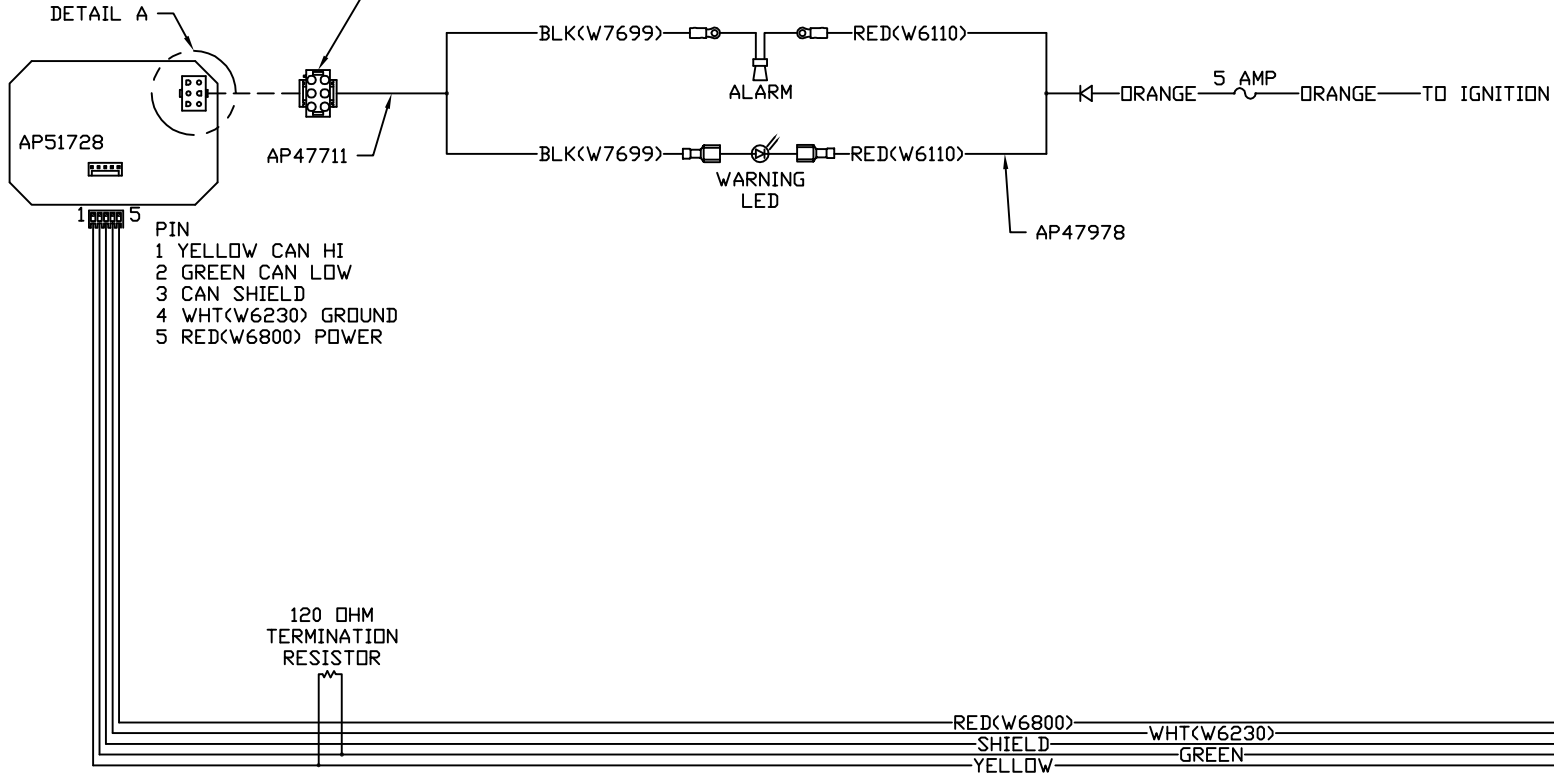 DETAIL A
BLK(W7699)
RED(W6110)
ALARM
5 AMP
ORANGE
ORANGE
TO IGNITION
AP51728
AP47711
BLK(W7699)
RED(W6110)
WARNING
LED
AP47978
1
5
PIN
1 YELLOW CAN HI
2 GREEN CAN LOW
3 CAN SHIELD
4 WHT(W6230) GROUND
5 RED(W6800) POWER
120 OHM
TERMINATION
RESISTOR
RED(W6800)
WHT(W6230)
SHIELD
GREEN
YELLOW